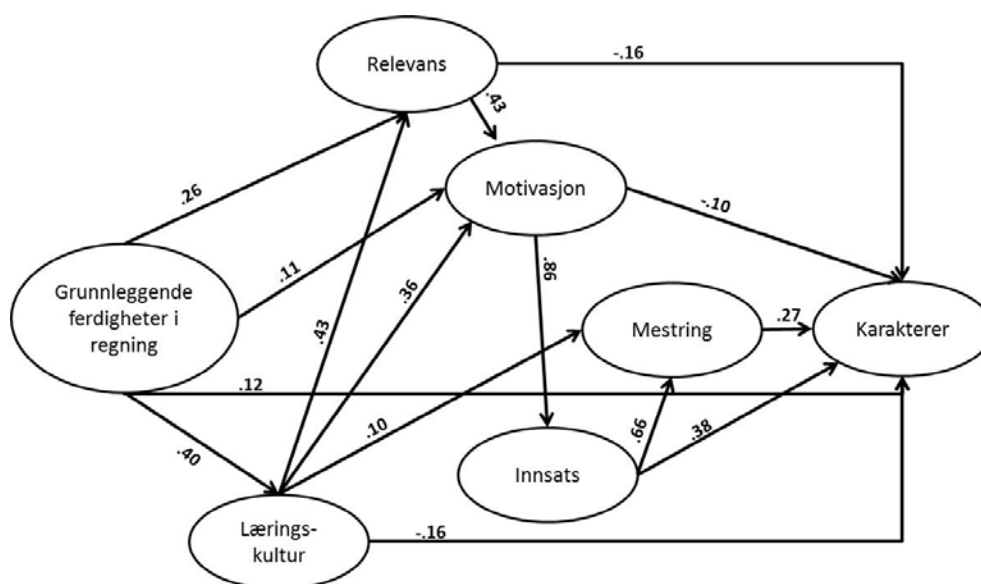 Relevans
-.16
.43
Motivasjon
-.10
.26
.11
.86
Grunnleggende
ferdigheter i
regning
.36
.43
Mestring
.27
Karakterer
.12
.10
.66
.38
.40
Innsats
Lærings-
kultur
-.16